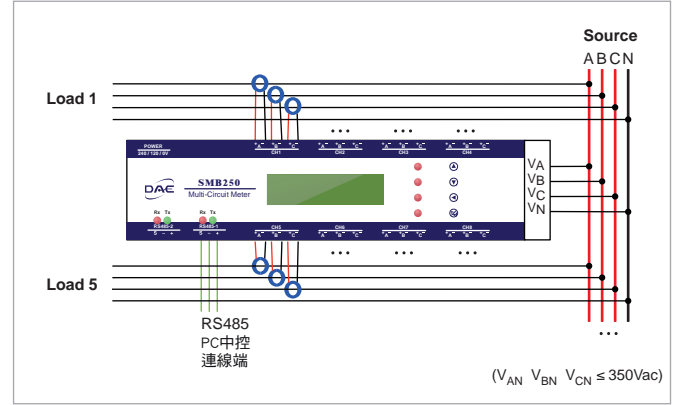 Source
A B C N
Load 1
POWER
240 / 120 / 0V
+A− +B− +C−
CH1
+A− +B− +C−
CH2
+A− +B− +C−
CH3
+A− +B− +C−
CH4
VA
VB
VC
VN
DAE
SMB250
Multi-Circuit Meter
Rx Tx
RS485-2
S − +
Rx Tx
RS485-1
S − +
CH5
+A− +B− +C−
CH6
+A− +B− +C−
CH7
+A− +B− +C−
CH8
+A− +B− +C−
Load 5
RS485
PC中控
連線端
(VAN VBN VCN ≤ 350Vac)